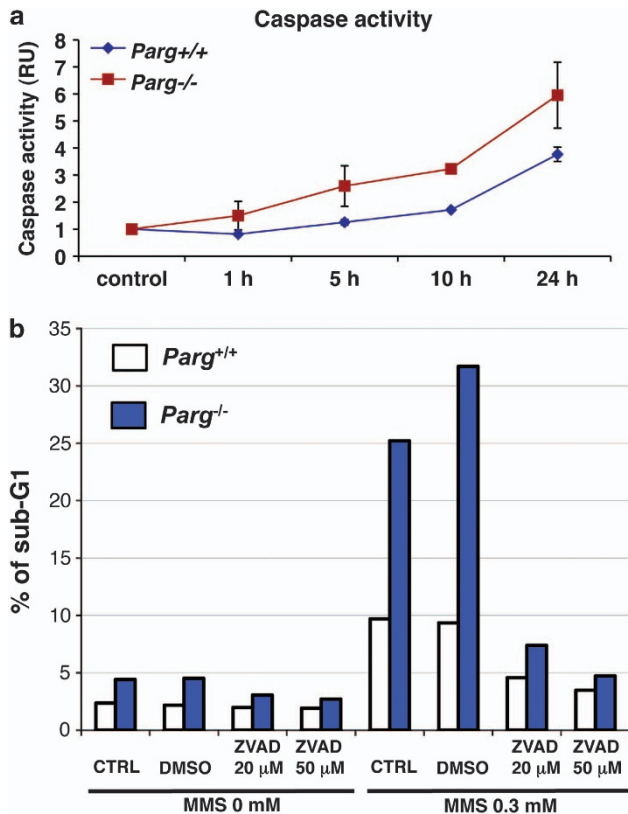 a
Caspase activity
Caspase activity (RU)
8
7
6
5
4
3
2
1
0
Parg+/+
Parg-/-
control 1 h 5 h 10 h 24 h
b
% of sub-G1
35
30
25
20
15
10
5
0
Parg+/+
Parg-/-
CTRL DMSO ZVAD 20 µM ZVAD 50 µM CTRL DMSO ZVAD 20 µM ZVAD 50 µM
MMS 0 mM MMS 0.3 mM